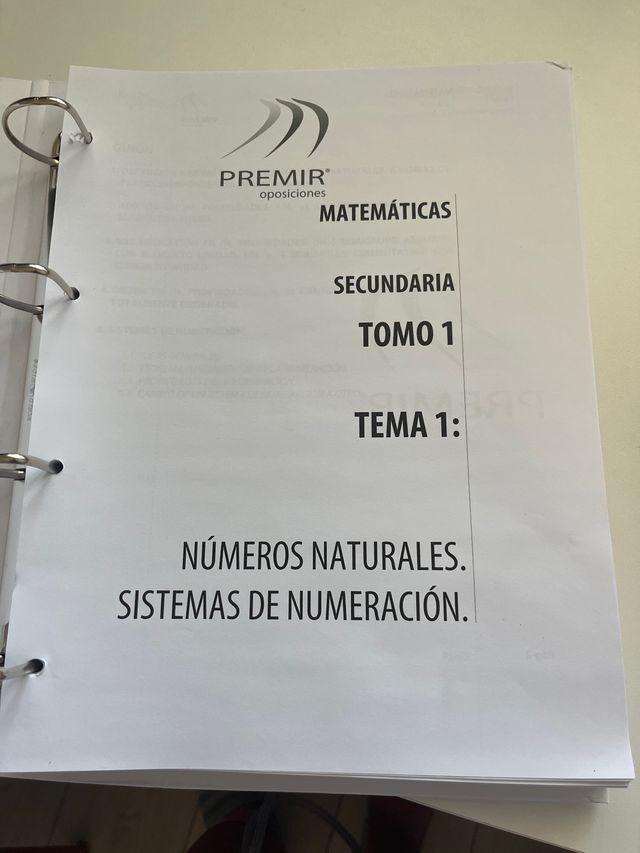 PREMIR®
oposiciones
MATEMÁTICAS
SECUNDARIA
TOMO 1
TEMA 1:
NÚMEROS NATURALES.
SISTEMAS DE NUMERACIÓN.